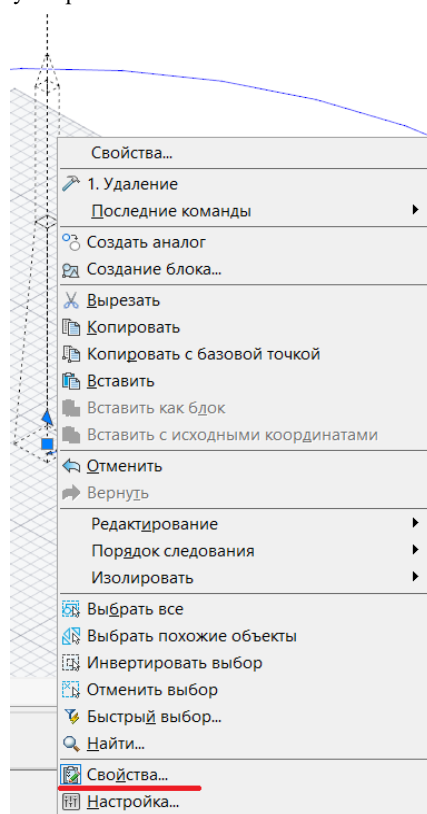 Свойства...
1. Удаление
Последние команды
Создать аналог
Создание блока...
Вырезать
Копировать
Копировать с базовой точкой
Вставить
Вставить как блок
Вставить с исходными координатами
Отменить
Вернуть
Редактирование
Порядок следования
Изолировать
Выбрать все
Выбрать похожие объекты
Инвертировать выбор
Отменить выбор
Быстрый выбор...
Найти...
Свойства...
Настройка...